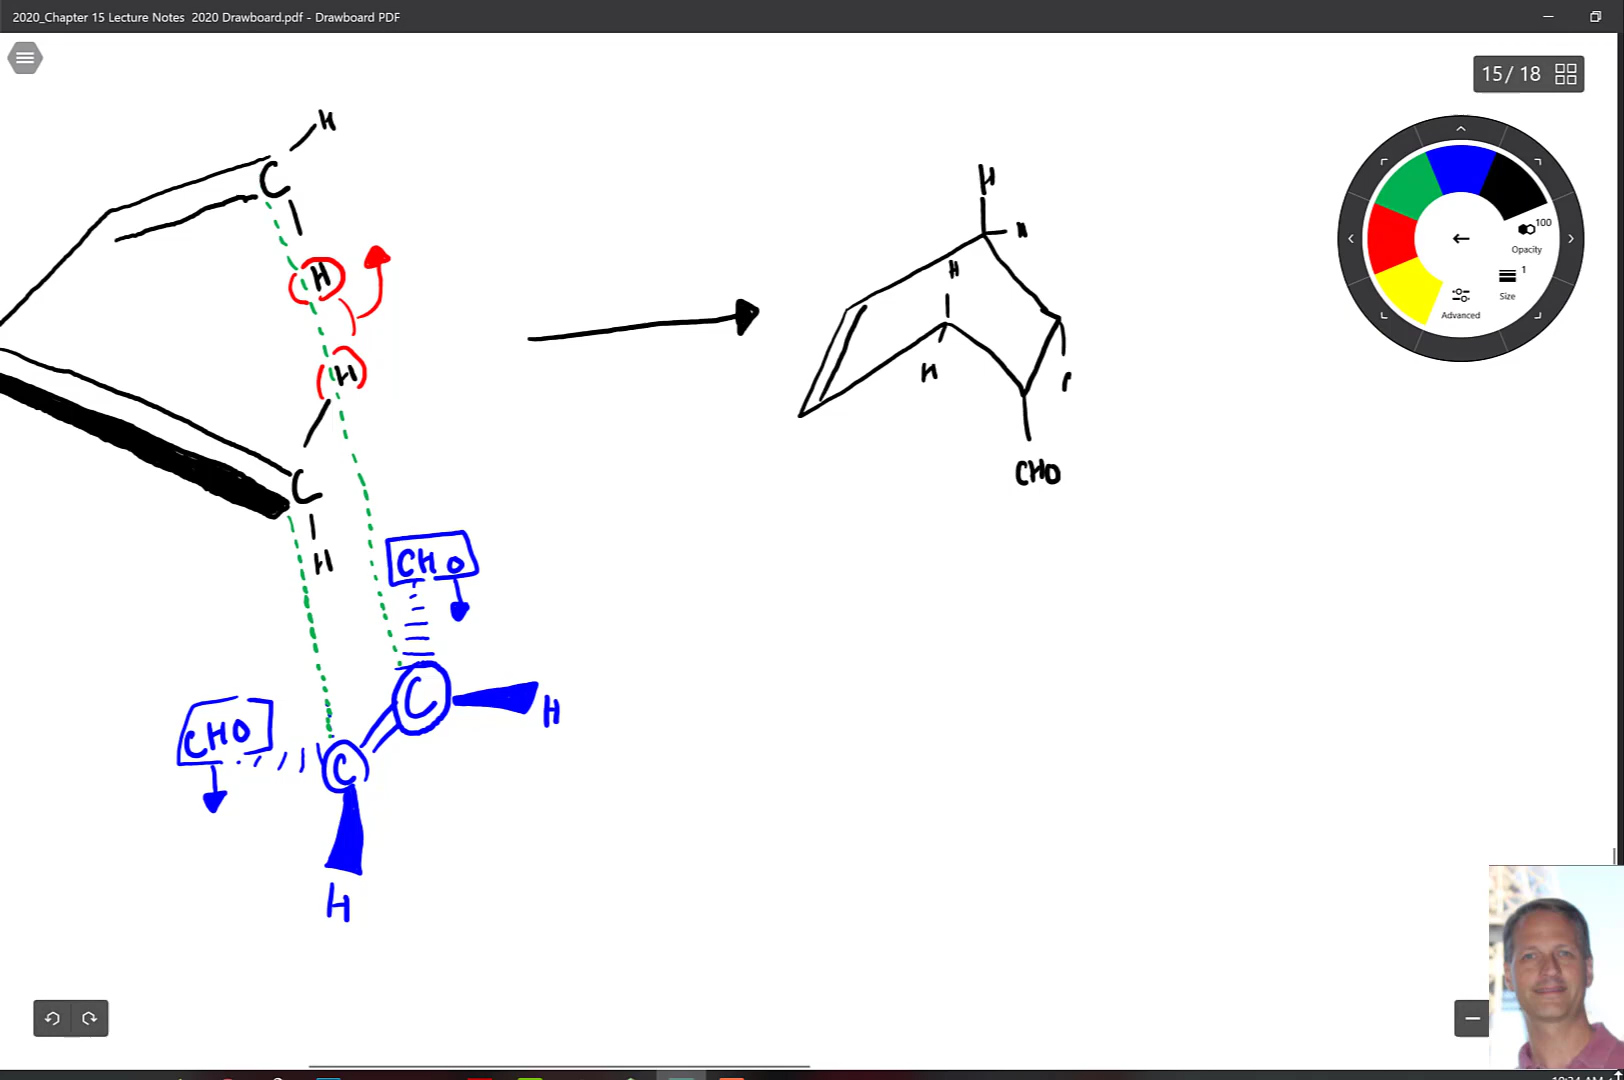 2020_Chapter 15 Lecture Notes 2020 Drawboard.pdf - Drawboard PDF
15 / 18
H
C
H
H
C
H
CHO
C
H
CHO
C
H
H
H
H
CHO
100
Opacity
1
Size
Advanced